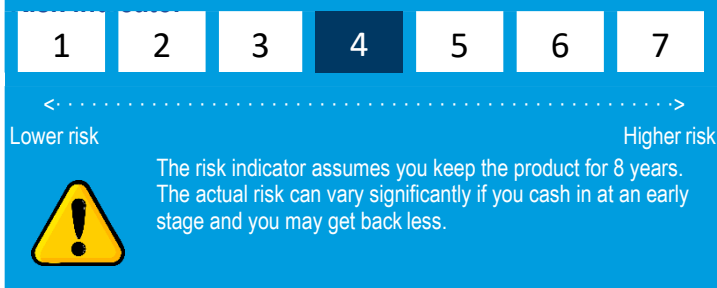 1 2 3 4 5 6 7
<· · · · · · · · · · · · · · · · · · · · · · · · · · · · · · · · · · · · · · · · · · · · · · · · · · · · · · · · · · · ·>
Lower risk Higher risk
The risk indicator assumes you keep the product for 8 years.
The actual risk can vary significantly if you cash in at an early
stage and you may get back less.